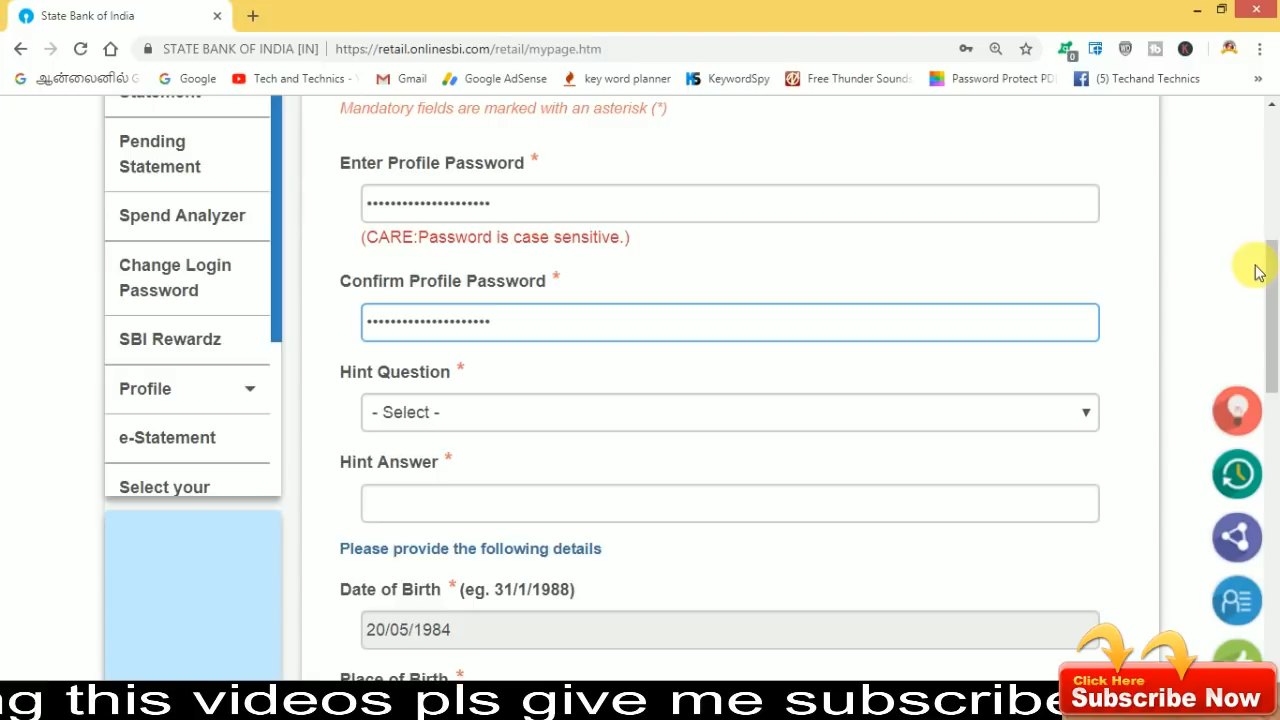 State Bank of India
STATE BANK OF INDIA [IN]
https://retail.onlinesbi.com/retail/mypage.htm
ஆன்லைனில் G
Google
Tech and Technics -
Gmail
Google AdSense
key word planner
KeywordSpy
Free Thunder Sounds
Password Protect PD
(5) Techand Technics
»
Statement
Pending
Statement
Spend Analyzer
Change Login
Password
SBI Rewardz
Profile
e-Statement
Select your
Mandatory fields are marked with an asterisk (*)
Enter Profile Password *
•••••••••••••••••••••
(CARE:Password is case sensitive.)
Confirm Profile Password *
•••••••••••••••••••••
Hint Question *
- Select -
Hint Answer *
Please provide the following details
Date of Birth * (eg. 31/1/1988)
20/05/1984
Place of Birth *
ng this videos pls give me subscribe
Click Here
Subscribe Now